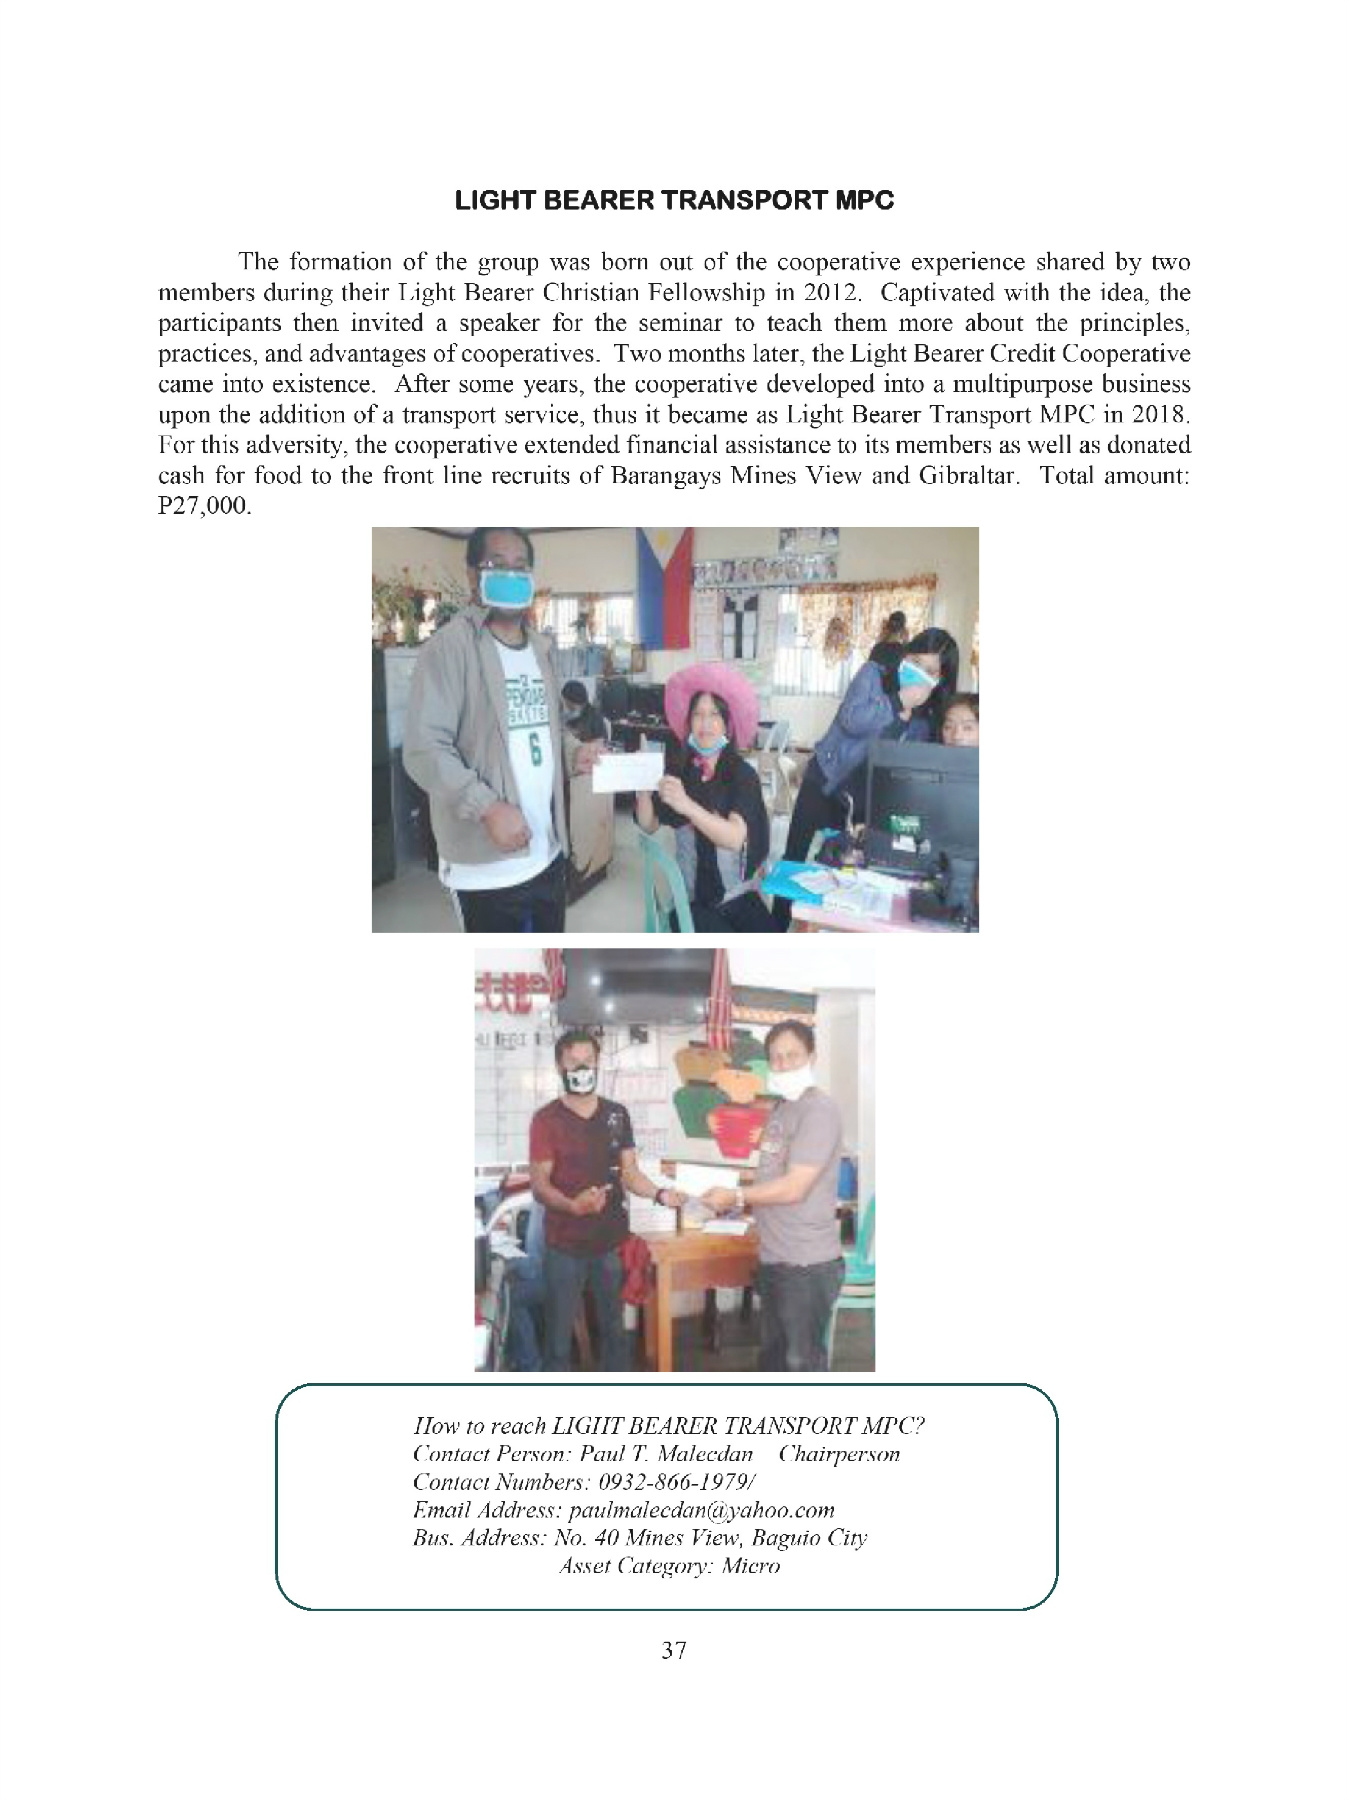 LIGHT BEARER TRANSPORT MPC
The formation of the group was born out of the cooperative experience shared by two
members during their Light Bearer Christian Fellowship in 2012. Captivated with the idea, the
participants then invited a speaker for the seminar to teach them more about the principles,
practices, and advantages of cooperatives. Two months later, the Light Bearer Credit Cooperative
came into existence. After some years, the cooperative developed into a multipurpose business
upon the addition of a transport service, thus it became as Light Bearer Transport MPC in 2018.
For this adversity, the cooperative extended financial assistance to its members as well as donated
cash for food to the front line recruits of Barangays Mines View and Gibraltar. Total amount:
P27,000.
6
How to reach LIGHT BEARER TRANSPORT MPC?
Contact Person: Paul T. Malecdan Chairperson
Contact Numbers: 0932-866-1979/
Email Address: paulmalecdan@yahoo.com
Bus. Address: No. 40 Mines View, Baguio City
Asset Category: Micro
37